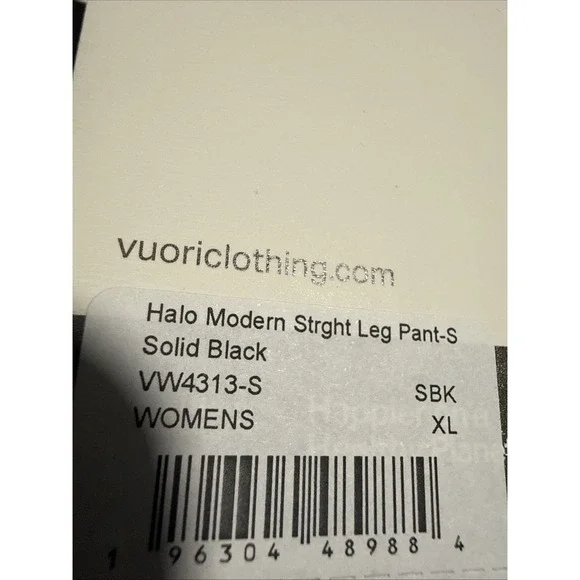 vuoriclothing.com
Halo Modern Strght Leg Pant-S
Solid Black
VW4313-S SBK
WOMENS XL
1 96304 48988 4